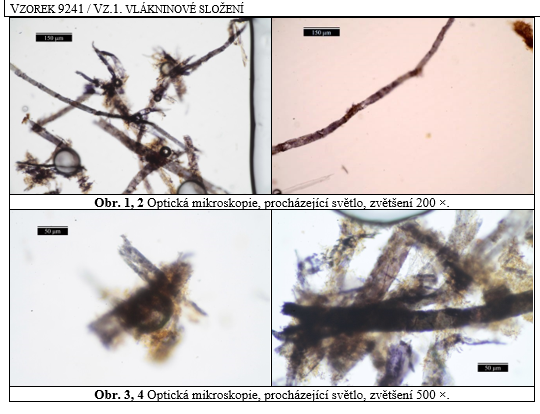 VZOREK 9241 / VZ.1. VLÁKNINOVÉ SLOŽENÍ
150 µm
150 µm
Obr. 1, 2 Optická mikroskopie, procházející světlo, zvětšení 200 ×.
50 µm
50 µm
Obr. 3, 4 Optická mikroskopie, procházející světlo, zvětšení 500 ×.